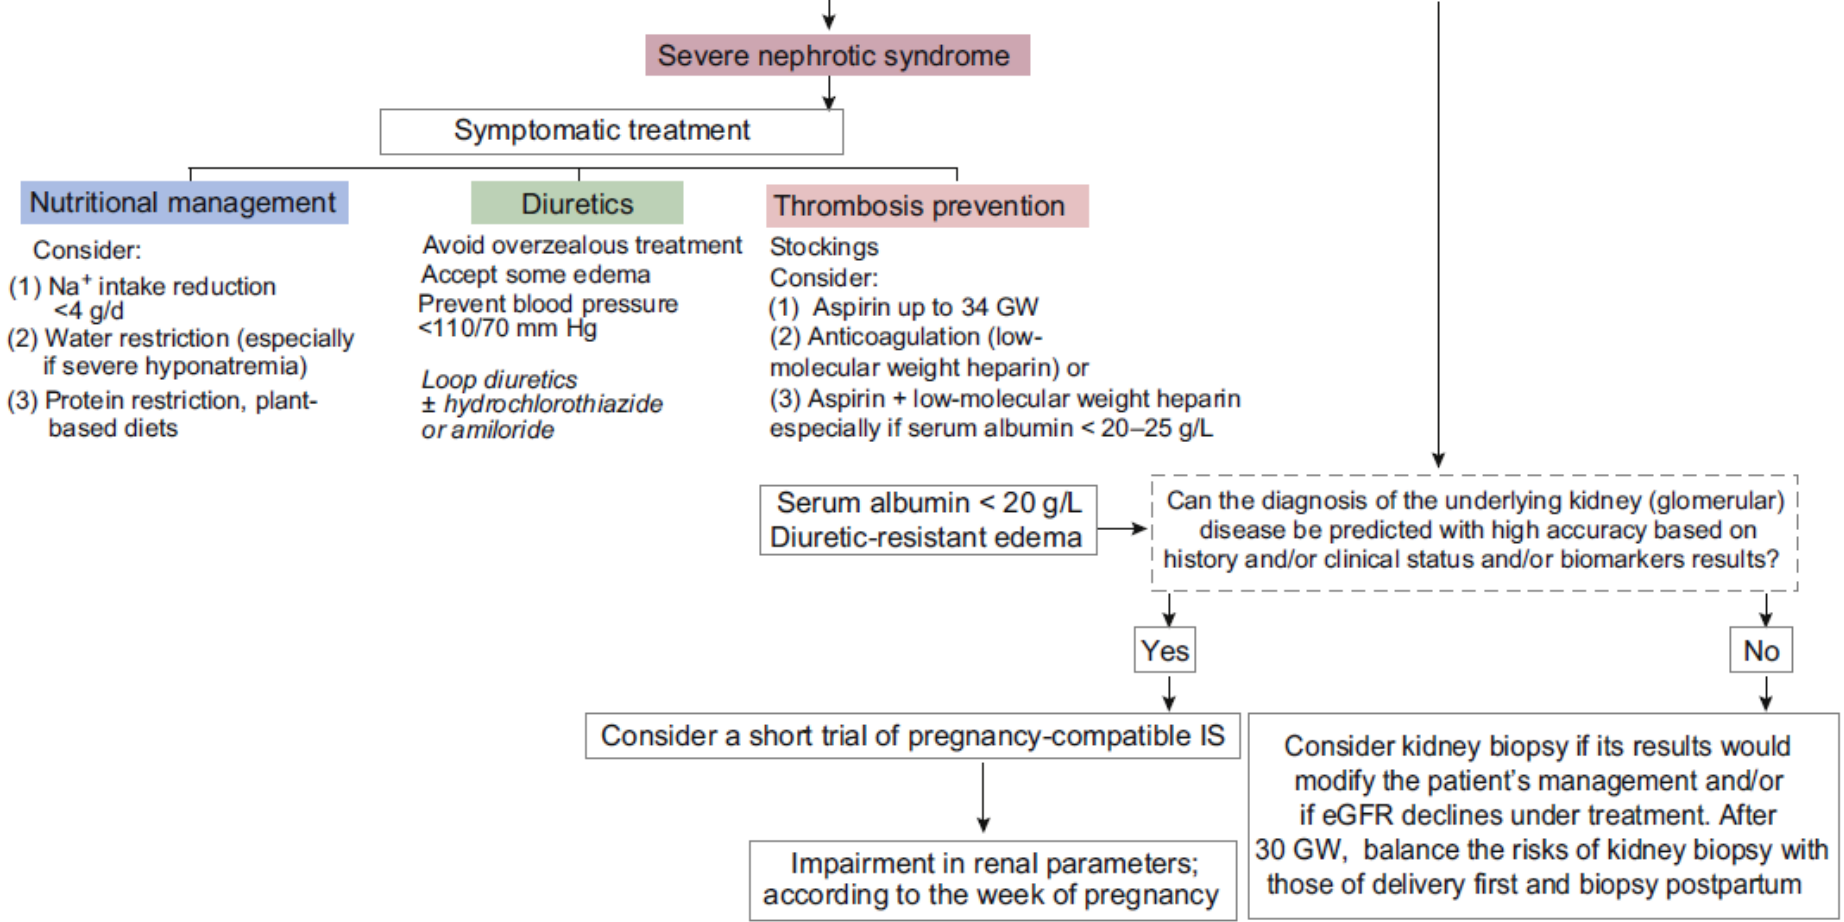 Severe nephrotic syndrome
Symptomatic treatment
Nutritional management
Consider:
(1) Na⁺ intake reduction
<4 g/d
(2) Water restriction (especially
if severe hyponatremia)
(3) Protein restriction, plant-
based diets
Diuretics
Avoid overzealous treatment
Accept some edema
Prevent blood pressure
<110/70 mm Hg
Loop diuretics
± hydrochlorothiazide
or amiloride
Thrombosis prevention
Stockings
Consider:
(1) Aspirin up to 34 GW
(2) Anticoagulation (low-
molecular weight heparin) or
(3) Aspirin + low-molecular weight heparin
especially if serum albumin < 20–25 g/L
Serum albumin < 20 g/L
Diuretic-resistant edema
Can the diagnosis of the underlying kidney (glomerular)
disease be predicted with high accuracy based on
history and/or clinical status and/or biomarkers results?
Yes
No
Consider a short trial of pregnancy-compatible IS
Impairment in renal parameters;
according to the week of pregnancy
Consider kidney biopsy if its results would
modify the patient's management and/or
if eGFR declines under treatment. After
30 GW, balance the risks of kidney biopsy with
those of delivery first and biopsy postpartum